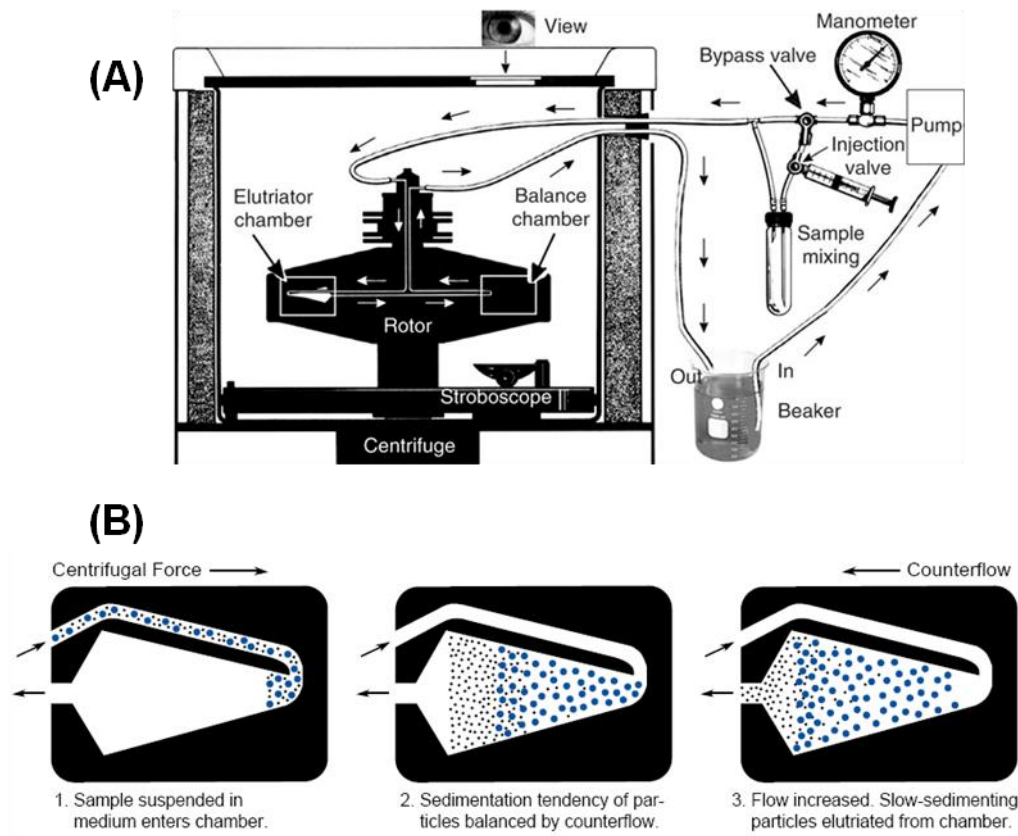 (A)
View
Manometer
Bypass valve
Pump
Injection
valve
Elutriator
chamber
Balance
chamber
Sample
mixing
Rotor
Out
In
Stroboscope
Beaker
Centrifuge
(B)
Centrifugal Force
Counterflow
1. Sample suspended in
medium enters chamber.
2. Sedimentation tendency of par-
ticles balanced by counterflow.
3. Flow increased. Slow-sedimenting
particles elutriated from chamber.